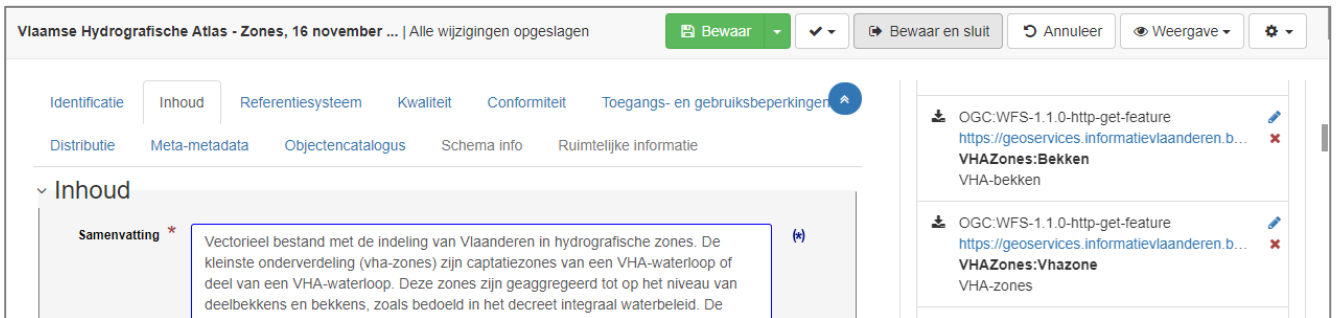 Vlaamse Hydrografische Atlas - Zones, 16 november ... | Alle wijzigingen opgeslagen
Bewaar
Bewaar en sluit
Annuleer
Weergave
Identificatie Inhoud Referentiesysteem Kwaliteit Conformiteit Toegangs- en gebruiksbeperkingen
Distributie Meta-metadata Objectencatalogus Schema info Ruimtelijke informatie
Inhoud
Samenvatting *
Vectorieel bestand met de indeling van Vlaanderen in hydrografische zones. De
kleinste onderverdeling (vha-zones) zijn captatiezones van een VHA-waterloop of
deel van een VHA-waterloop. Deze zones zijn geaggregeerd tot op het niveau van
deelbekkens en bekkens, zoals bedoeld in het decreet integraal waterbeleid. De
(*)
OGC:WFS-1.1.0-http-get-feature
https://geoservices.informatievlaanderen.b...
VHAZones:Bekken
VHA-bekken
OGC:WFS-1.1.0-http-get-feature
https://geoservices.informatievlaanderen.b...
VHAZones:Vhazone
VHA-zones